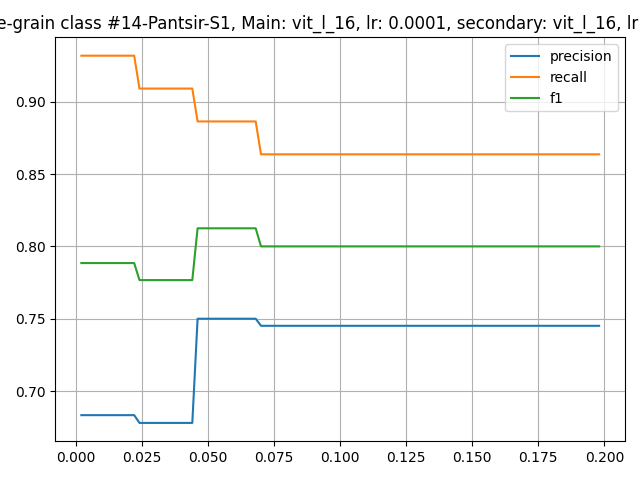 e-grain class #14-Pantsir-S1, Main: vit_l_16, lr: 0.0001, secondary: vit_l_16, lr
precision
recall
f1
0.90
0.85
0.80
0.75
0.70
0.000 0.025 0.050 0.075 0.100 0.125 0.150 0.175 0.200